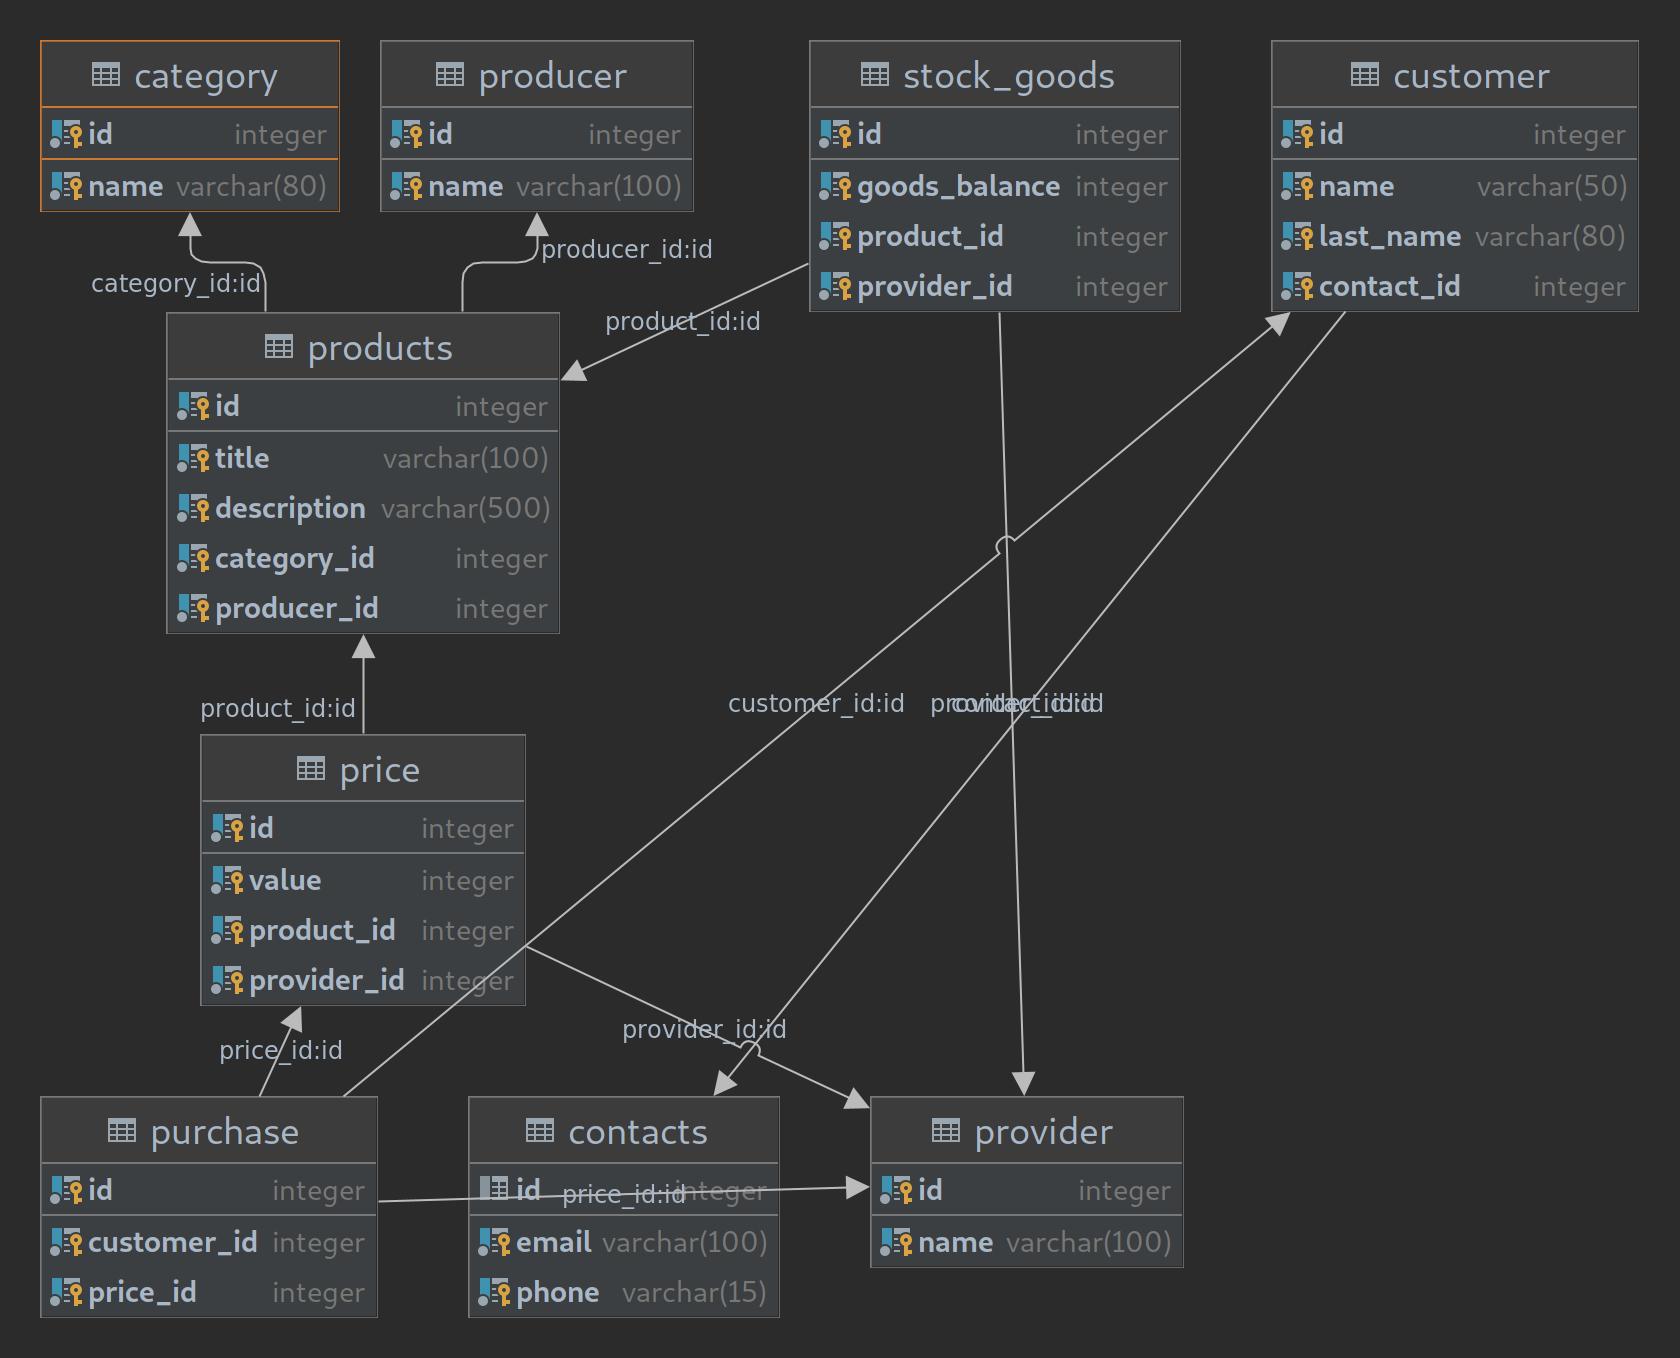 category
id integer
name varchar(80)
producer
id integer
name varchar(100)
stock_goods
id integer
goods_balance integer
product_id integer
provider_id integer
customer
id integer
name varchar(50)
last_name varchar(80)
contact_id integer
category_id:id
producer_id:id
product_id:id
products
id integer
title varchar(100)
description varchar(500)
category_id integer
producer_id integer
product_id:id
customer_id:id
provider_id:id
contact_id:id
price
id integer
value integer
product_id integer
provider_id integer
price_id:id
provider_id:id
purchase
id integer
customer_id integer
price_id integer
contacts
id integer
price_id:id
email varchar(100)
phone varchar(15)
provider
id integer
name varchar(100)